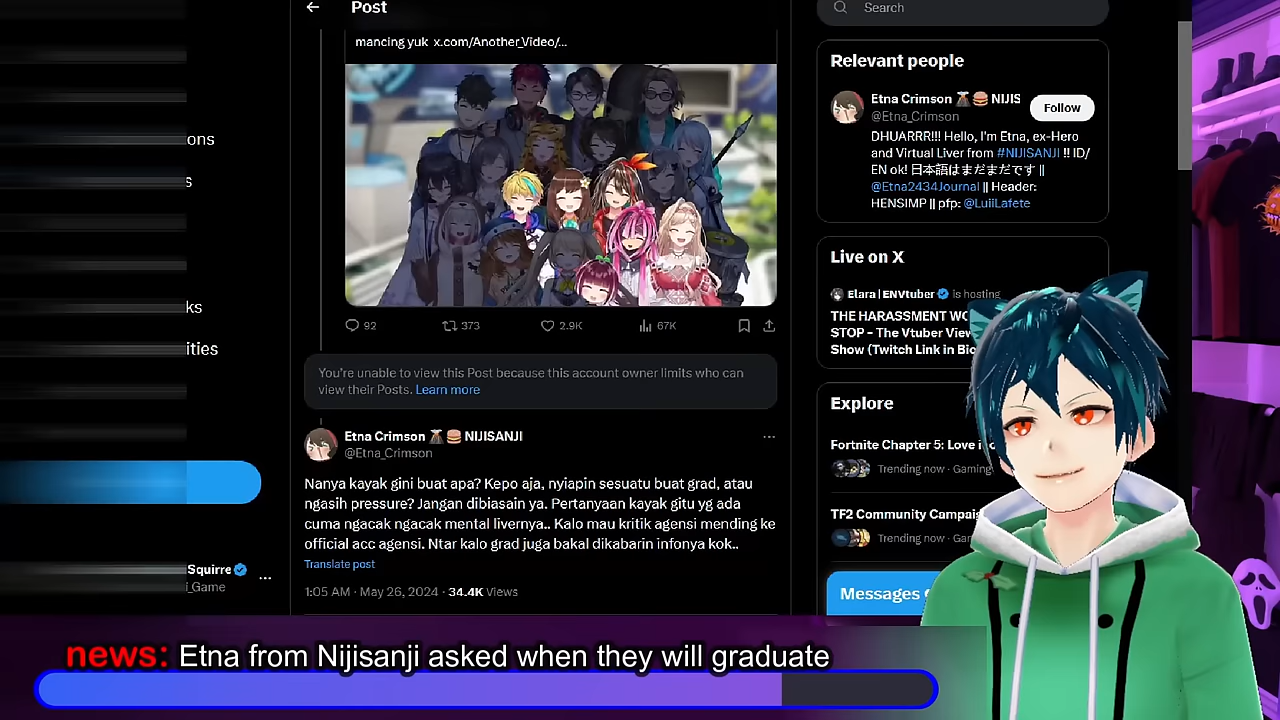 Post
Search
mancing yuk x.com/Another_Video/...
92
373
2.9K
67K
You're unable to view this Post because this account owner limits who can
view their Posts. Learn more
Etna Crimson 🌋🍔 NIJISANJI
@Etna_Crimson
Nanya kayak gini buat apa? Kepo aja, nyiapin sesuatu buat grad, atau
ngasih pressure? Jangan dibiasain ya. Pertanyaan kayak gitu yg ada
cuma ngacak ngacak mental livernya.. Kalo mau kritik agensi mending ke
official acc agensi. Ntar kalo grad juga bakal dikabarin infonya kok..
Translate post
1:05 AM · May 26, 2024 · 34.4K Views
ons
s
ks
ities
Squirre
i_Game
Relevant people
Etna Crimson 🌋🍔 NIJIS
@Etna_Crimson
Follow
DHUARRR!!! Hello, I'm Etna, ex-Hero
and Virtual Liver from #NIJISANJI !! ID/
EN ok! 日本語はまだまだです ||
@Etna2434Journal || Header:
HENSIMP || pfp: @LuiiLafete
Live on X
Elara | ENVtuber is hosting
THE HARASSMENT WO
STOP - The Vtuber View
Show (Twitch Link in Bio
Explore
Fortnite Chapter 5: Love i
Trending now · Gaming
TF2 Community Campaig
Trending now · Gam
Messages
news: Etna from Nijisanji asked when they will graduate